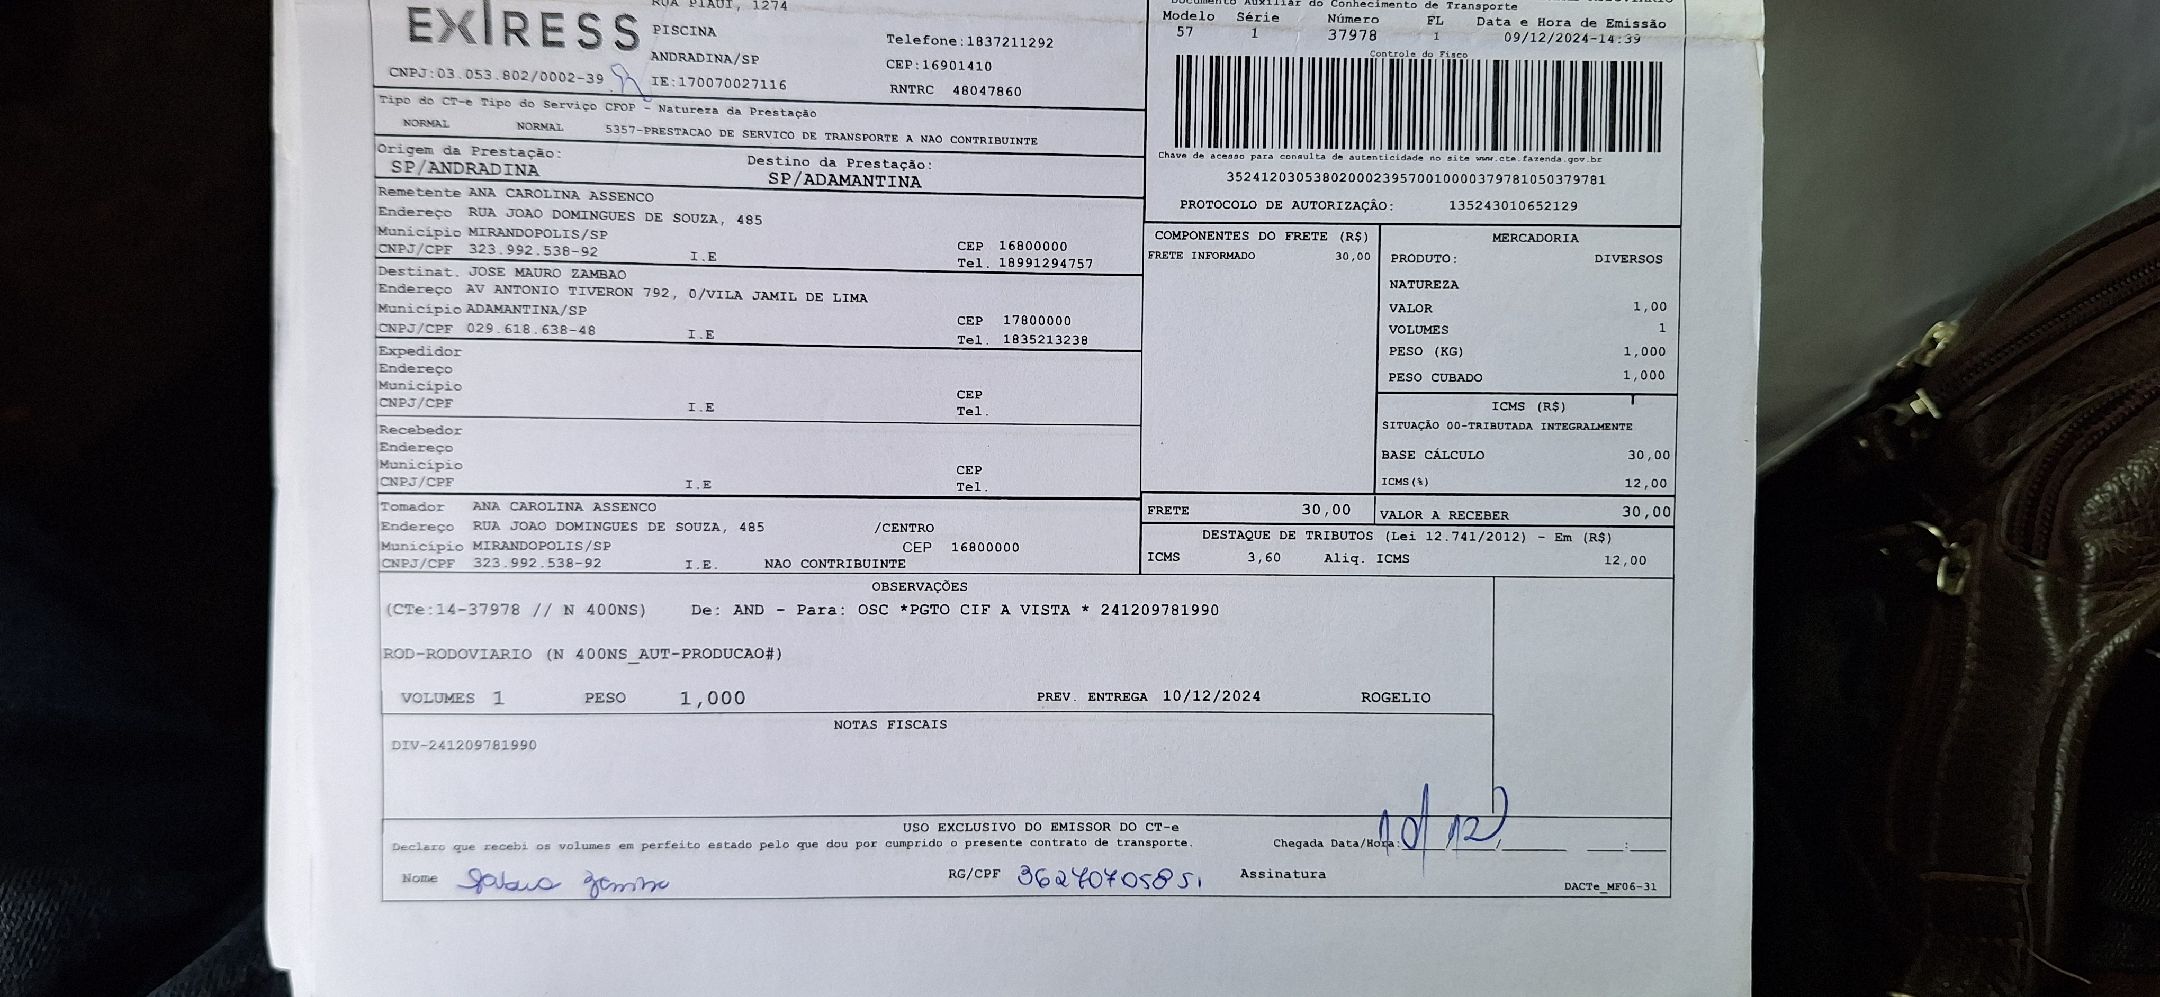 EXPRESS
RUA PIAUI, 1274
PISCINA
ANDRADINA/SP
Telefone:1837211292
CEP:16901410
CNPJ:03.053.802/0002-39
IE:170070027116
RNTRC 48047860
Documento Auxiliar do Conhecimento de Transporte
Modelo Série Número FL Data e Hora de Emissão
57 1 37978 1 09/12/2024-14:39
Controle do Fisco
Chave de acesso para consulta de autenticidade no site www.cte.fazenda.gov.br
35241203053802000239570010000379781050379781
PROTOCOLO DE AUTORIZAÇÃO: 135243010652129
Tipo do CT-e Tipo do Serviço CFOP - Natureza da Prestação
NORMAL NORMAL 5357-PRESTACAO DE SERVICO DE TRANSPORTE A NAO CONTRIBUINTE
Origem da Prestação: Destino da Prestação:
SP/ANDRADINA SP/ADAMANTINA
Remetente ANA CAROLINA ASSENCO
Endereço RUA JOAO DOMINGUES DE SOUZA, 485
Município MIRANDOPOLIS/SP CEP 16800000
CNPJ/CPF 323.992.538-92 I.E Tel. 18991294757
Destinat. JOSE MAURO ZAMBAO
Endereço AV ANTONIO TIVERON 792, 0/VILA JAMIL DE LIMA
Município ADAMANTINA/SP CEP 17800000
CNPJ/CPF 029.618.638-48 I.E Tel. 1835213238
Expedidor
Endereço
Município CEP
CNPJ/CPF I.E Tel.
Recebedor
Endereço
Município CEP
CNPJ/CPF I.E Tel.
Tomador ANA CAROLINA ASSENCO
Endereço RUA JOAO DOMINGUES DE SOUZA, 485 /CENTRO
Município MIRANDOPOLIS/SP CEP 16800000
CNPJ/CPF 323.992.538-92 I.E. NAO CONTRIBUINTE
COMPONENTES DO FRETE (R$)
FRETE INFORMADO 30,00
MERCADORIA
PRODUTO: DIVERSOS
NATUREZA
VALOR 1,00
VOLUMES 1
PESO (KG) 1,000
PESO CUBADO 1,000
ICMS (R$)
SITUAÇÃO 00-TRIBUTADA INTEGRALMENTE
BASE CÁLCULO 30,00
ICMS(%) 12,00
FRETE 30,00 VALOR A RECEBER 30,00
DESTAQUE DE TRIBUTOS (Lei 12.741/2012) - Em (R$)
ICMS 3,60 Aliq. ICMS 12,00
OBSERVAÇÕES
(CTe:14-37978 // N 400NS) De: AND - Para: OSC *PGTO CIF A VISTA * 241209781990
ROD-RODOVIARIO (N 400NS_AUT-PRODUCAO#)
VOLUMES 1 PESO 1,000 PREV. ENTREGA 10/12/2024 ROGELIO
NOTAS FISCAIS
DIV-241209781990
USO EXCLUSIVO DO EMISSOR DO CT-e
Declaro que recebi os volumes em perfeito estado pelo que dou por cumprido o presente contrato de transporte. Chegada Data/Hora: 10/12
Nome RG/CPF 36270705851 Assinatura
DACTe_MF06-31